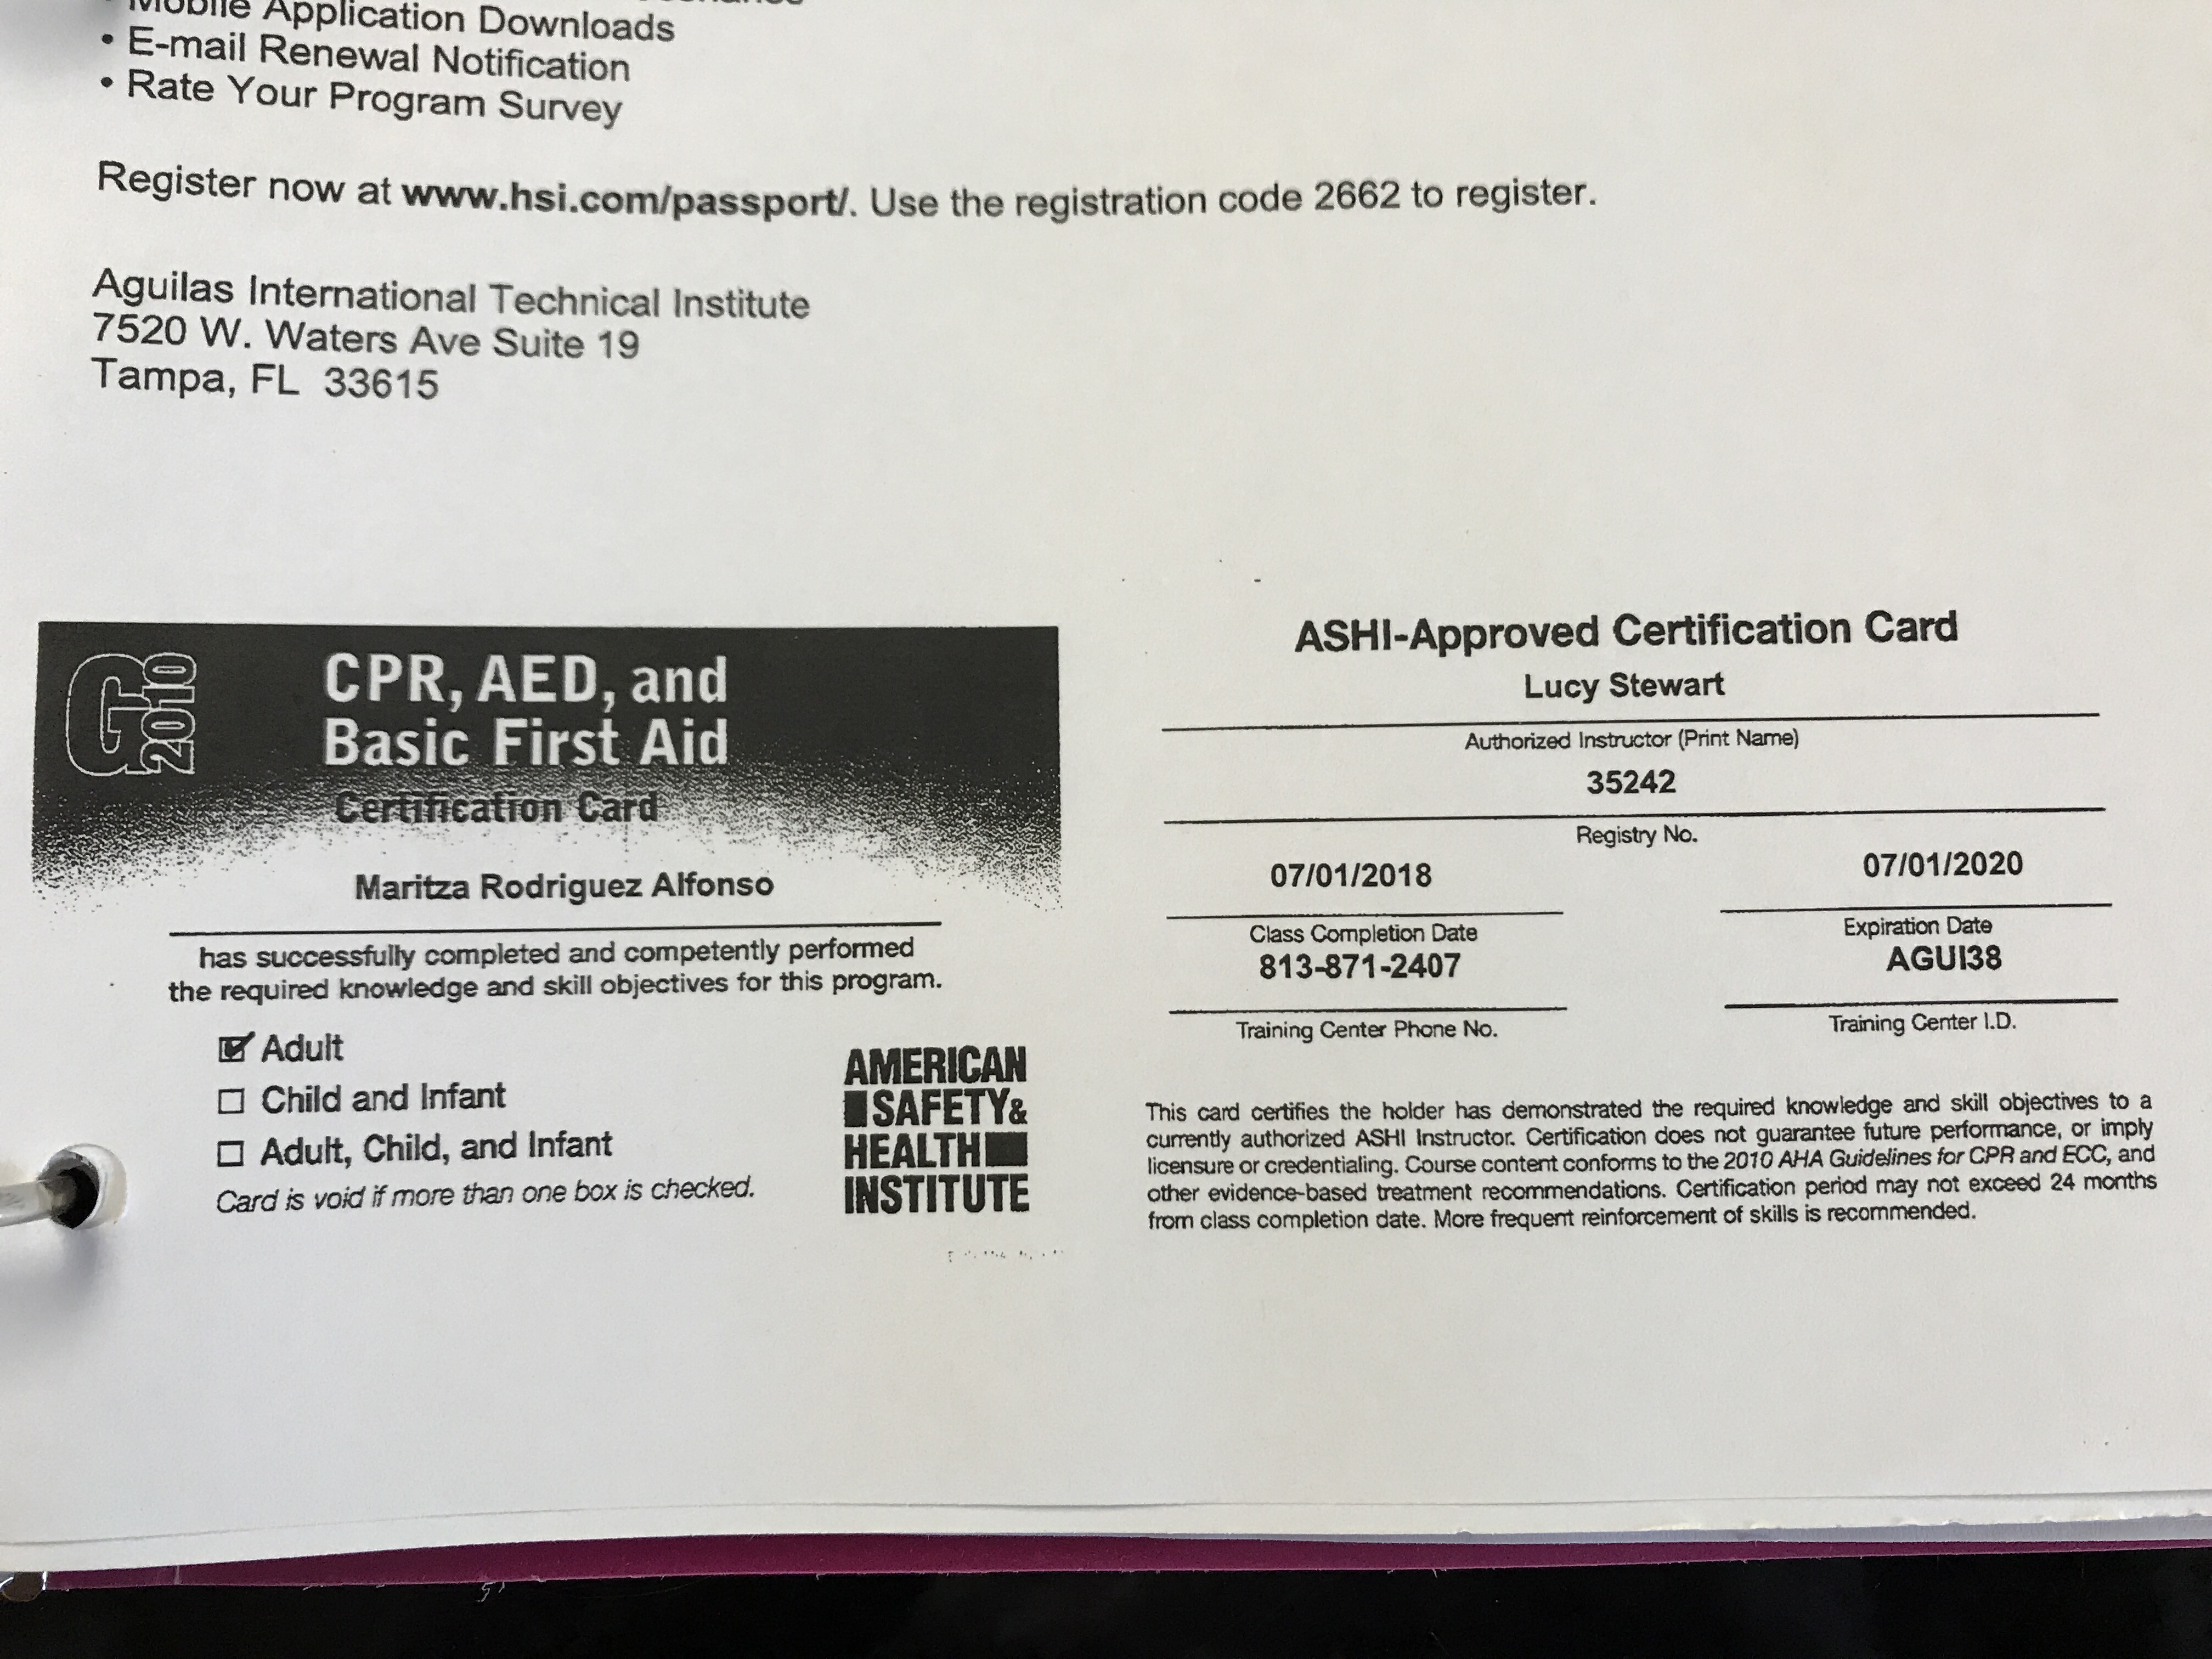 • E-mail Renewal Notification
• Rate Your Program Survey
Register now at www.hsi.com/passport/. Use the registration code 2662 to register.
Aguilas International Technical Institute
7520 W. Waters Ave Suite 19
Tampa, FL 33615
G2010
CPR, AED, and
Basic First Aid
Certification Card
Maritza Rodriguez Alfonso
has successfully completed and competently performed
the required knowledge and skill objectives for this program.
☑ Adult
☐ Child and Infant
☐ Adult, Child, and Infant
Card is void if more than one box is checked.
AMERICAN
SAFETY&
HEALTH
INSTITUTE
ASHI-Approved Certification Card
Lucy Stewart
Authorized Instructor (Print Name)
35242
Registry No.
07/01/2018 07/01/2020
Class Completion Date Expiration Date
813-871-2407 AGUI38
Training Center Phone No. Training Center I.D.
This card certifies the holder has demonstrated the required knowledge and skill objectives to a
currently authorized ASHI Instructor. Certification does not guarantee future performance, or imply
licensure or credentialing. Course content conforms to the 2010 AHA Guidelines for CPR and ECC, and
other evidence-based treatment recommendations. Certification period may not exceed 24 months
from class completion date. More frequent reinforcement of skills is recommended.